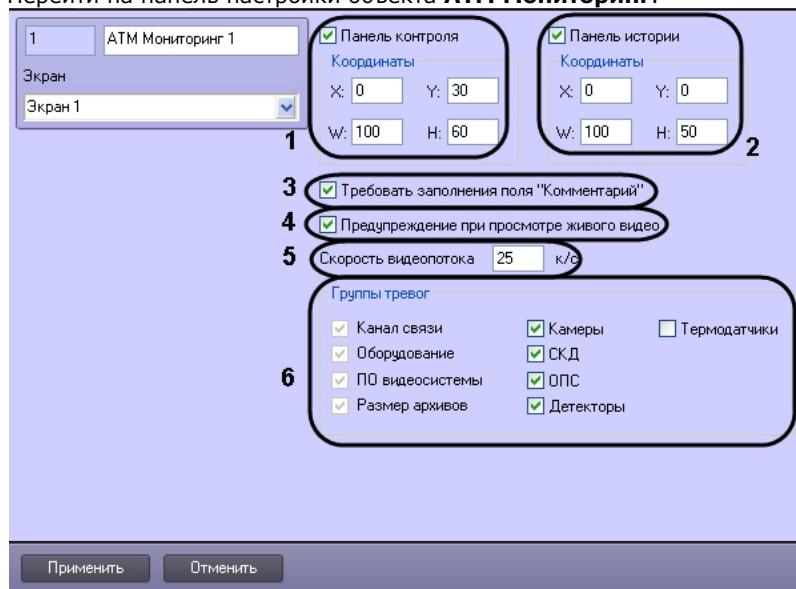 Перейти на панель настройки объекта АТМ Мониторинг.
1 АТМ Мониторинг 1
Экран
Экран 1
1
Панель контроля
Координаты
X: 0 Y: 30
W: 100 H: 60
Панель истории
Координаты
X: 0 Y: 0
W: 100 H: 50
2
3 Требовать заполнения поля "Комментарий"
4 Предупреждение при просмотре живого видео
5 Скорость видеопотока 25 к/с
6
Группы тревог
Канал связи Камеры Термодатчики
Оборудование СКД
ПО видеосистемы ОПС
Размер архивов Детекторы
Применить Отменить